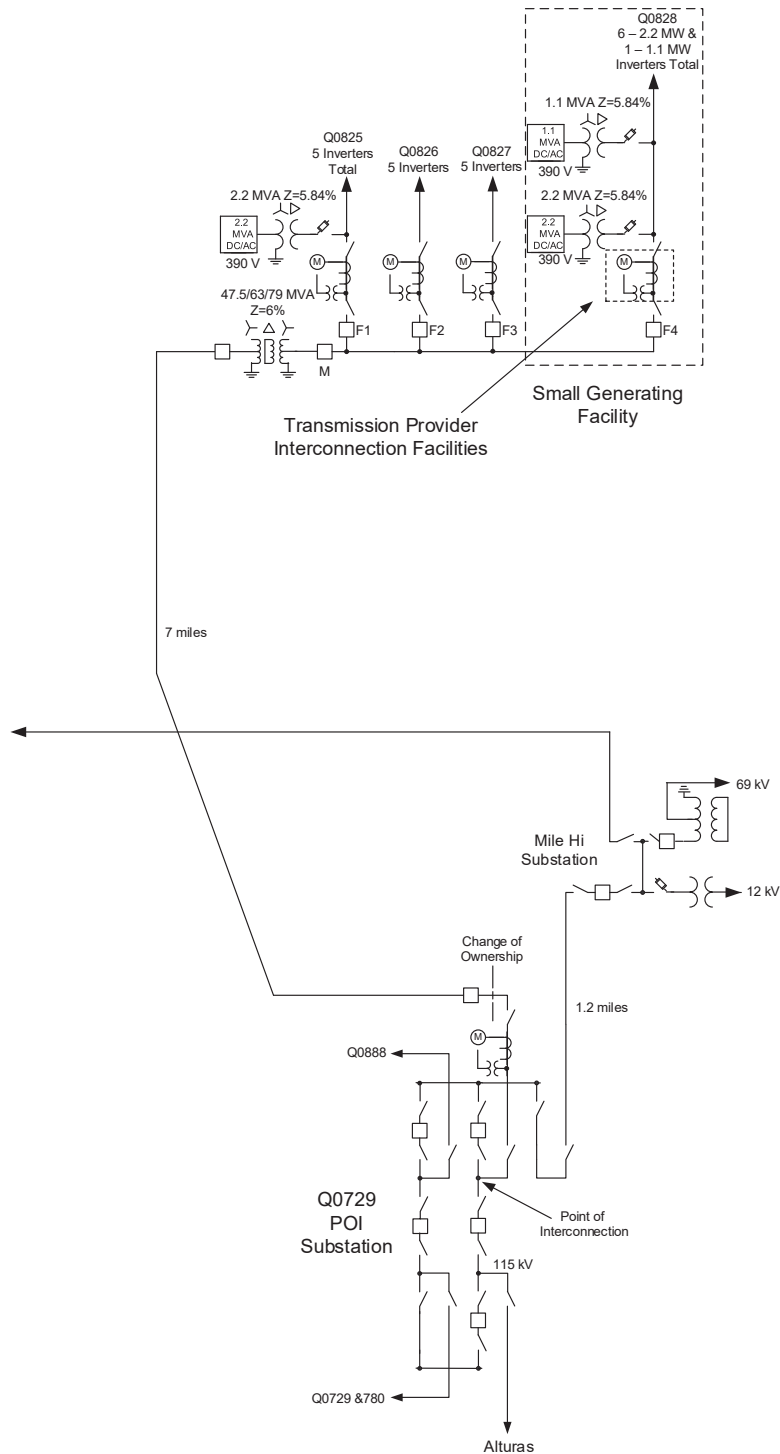 Q0828
6 – 2.2 MW &
1 – 1.1 MW
Inverters Total
1.1 MVA Z=5.84%
1.1
MVA
DC/AC
390 V
Q0825
5 Inverters
Total
Q0826
5 Inverters
Q0827
5 Inverters
2.2 MVA Z=5.84%
2.2
MVA
DC/AC
390 V
2.2 MVA Z=5.84%
2.2
MVA
DC/AC
390 V
M
M
M
M
47.5/63/79 MVA
Z=6%
F1
F2
F3
F4
M
Small Generating
Facility
Transmission Provider
Interconnection Facilities
7 miles
69 kV
Mile Hi
Substation
12 kV
Change of
Ownership
1.2 miles
M
Q0888
Q0729
POI
Substation
Point of
Interconnection
115 kV
Q0729 &780
Alturas